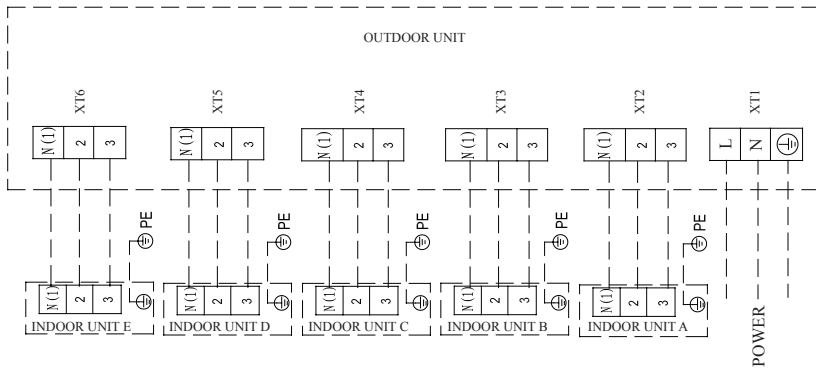 OUTDOOR UNIT
XT6
XT5
XT4
XT3
XT2
XT1
N(1) 2 3
N(1) 2 3
N(1) 2 3
N(1) 2 3
N(1) 2 3
L N
PE
PE
PE
PE
PE
N(1) 2 3
N(1) 2 3
N(1) 2 3
N(1) 2 3
N(1) 2 3
INDOOR UNIT E
INDOOR UNIT D
INDOOR UNIT C
INDOOR UNIT B
INDOOR UNIT A
POWER